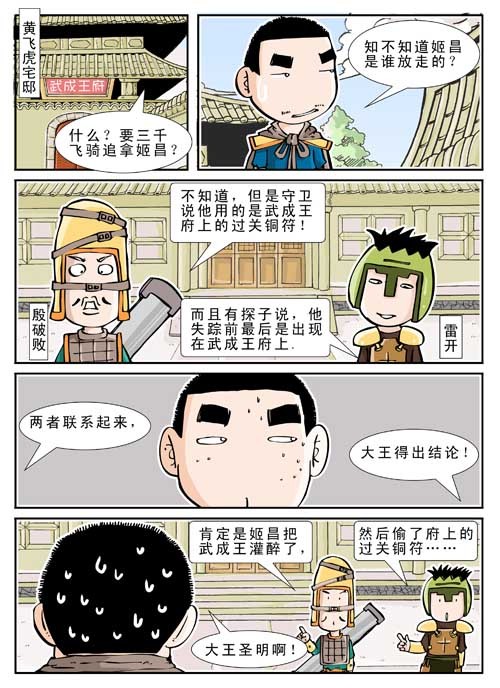 黄飞虎宅邸
武成王府
什么？要三千
飞骑追拿姬昌？
知不知道姬昌
是谁放走的？
不知道，但是守卫
说他用的是武成王
府上的过关铜符！
殷破败
而且有探子说，他
失踪前最后是出现
在武成王府上.
雷开
两者联系起来，
大王得出结论！
肯定是姬昌把
武成王灌醉了，
然后偷了府上的
过关铜符……
大王圣明啊！